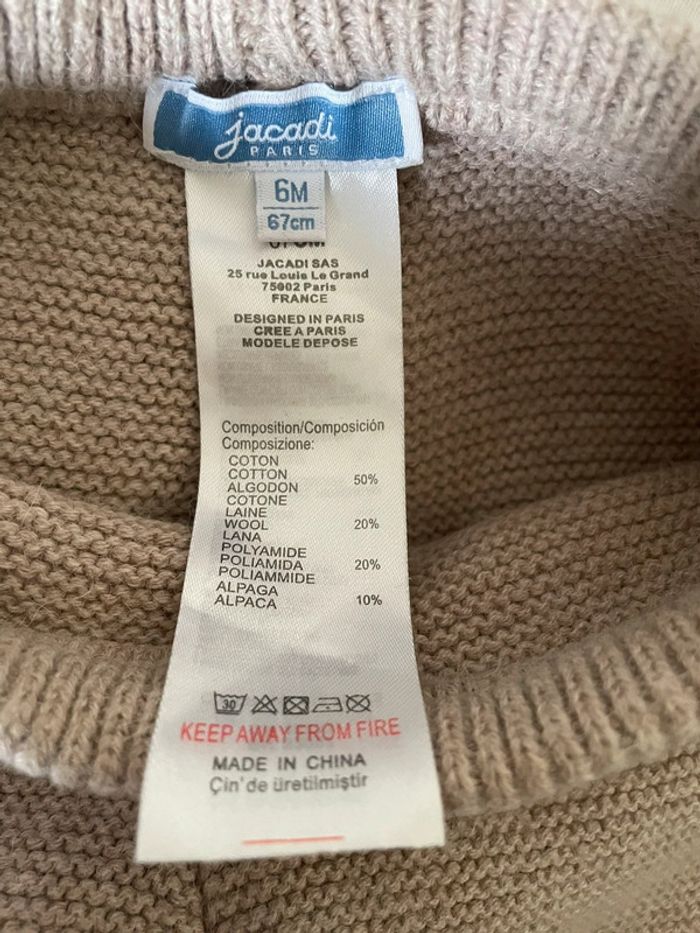 jacadi
PARIS
6M
67cm
JACADI SAS
25 rue Louis Le Grand
75002 Paris
FRANCE
DESIGNED IN PARIS
CREE A PARIS
MODELE DEPOSE
Composition/Composición
Composizione:
COTON
COTTON
ALGODON 50%
COTONE
LAINE
WOOL 20%
LANA
POLYAMIDE
POLIAMIDA 20%
POLIAMMIDE
ALPAGA
ALPACA 10%
30
KEEP AWAY FROM FIRE
MADE IN CHINA
Çin'de üretilmiştir